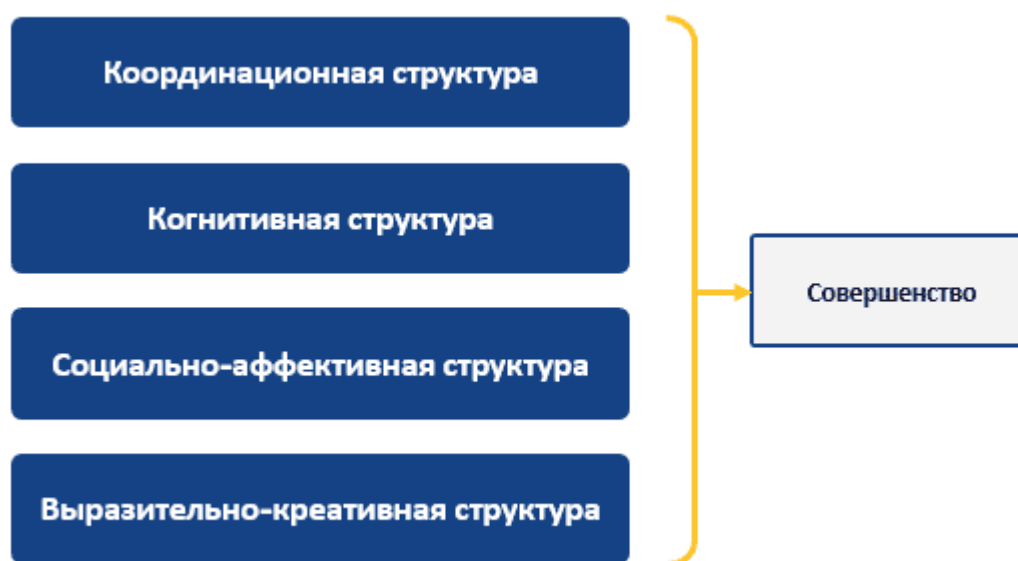 Координационная структура
Когнитивная структура
Социально-аффективная структура
Выразительно-креативная структура
Совершенство